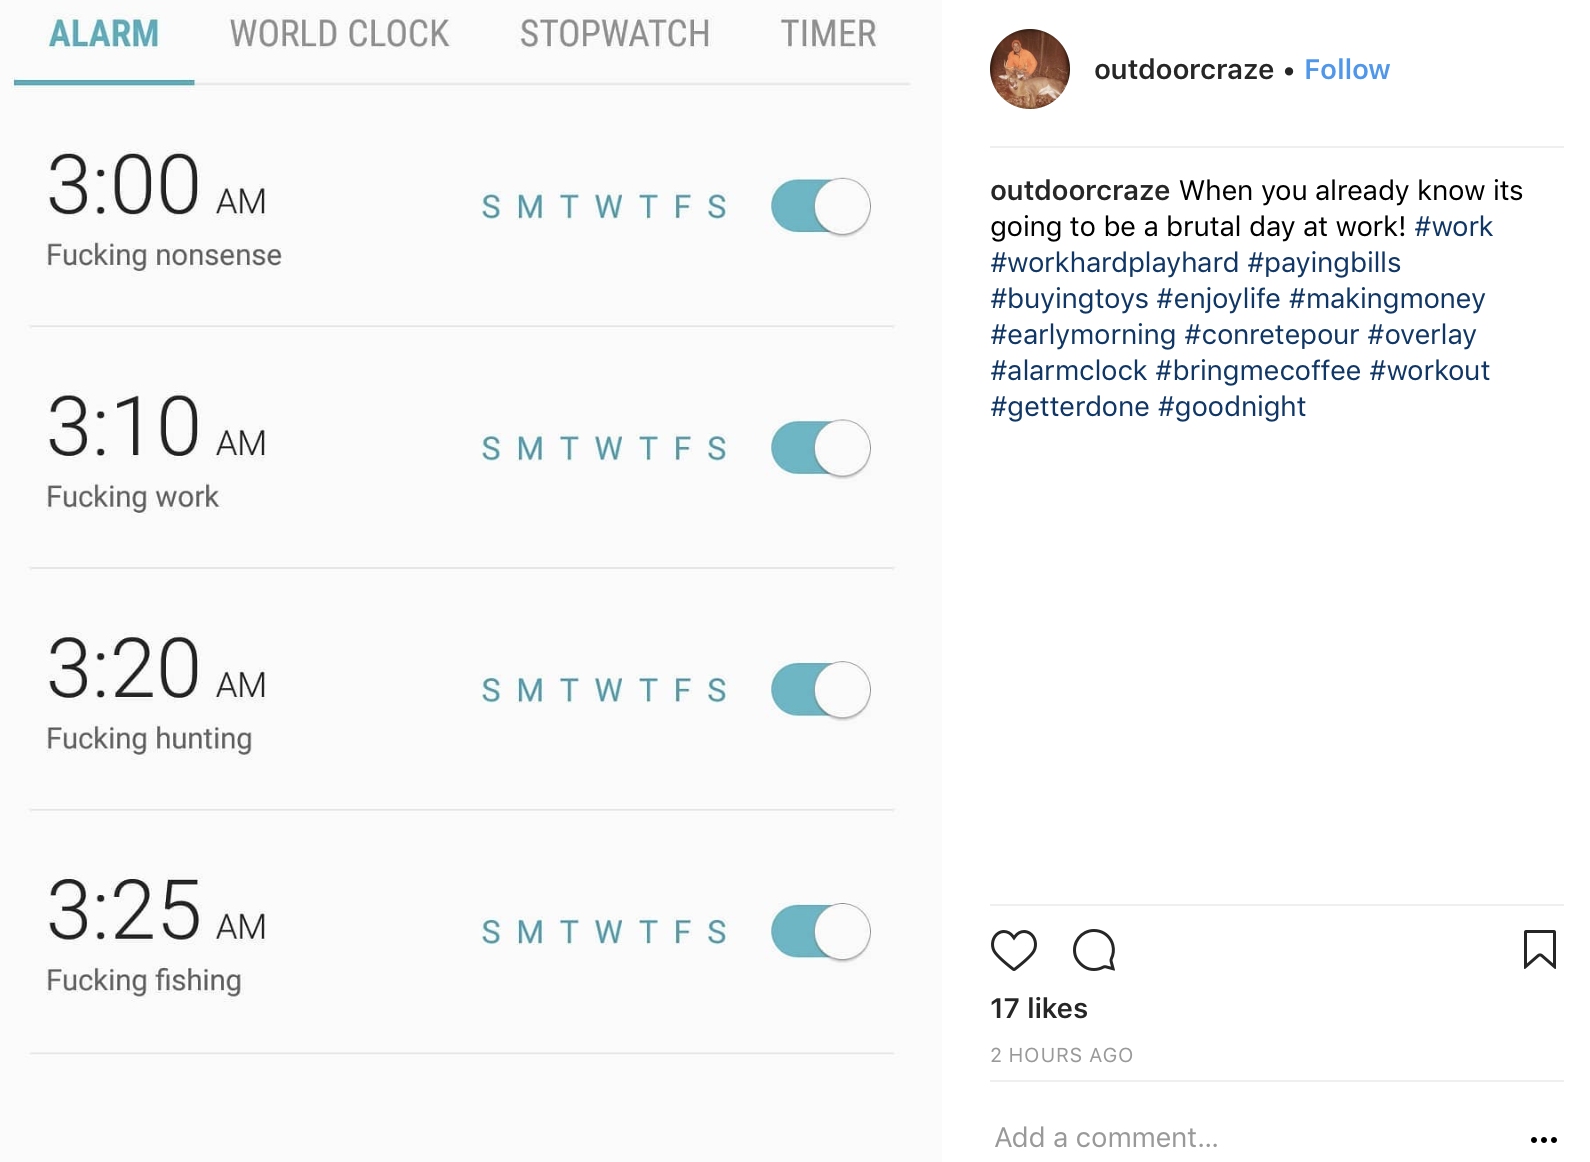 ALARM WORLD CLOCK STOPWATCH TIMER
3:00 AM S M T W T F S
Fucking nonsense
3:10 AM S M T W T F S
Fucking work
3:20 AM S M T W T F S
Fucking hunting
3:25 AM S M T W T F S
Fucking fishing
outdoorcraze • Follow
outdoorcraze When you already know its
going to be a brutal day at work! #work
#workhardplayhard #payingbills
#buyingtoys #enjoylife #makingmoney
#earlymorning #conretepour #overlay
#alarmclock #bringmecoffee #workout
#getterdone #goodnight
17 likes
2 HOURS AGO
Add a comment...